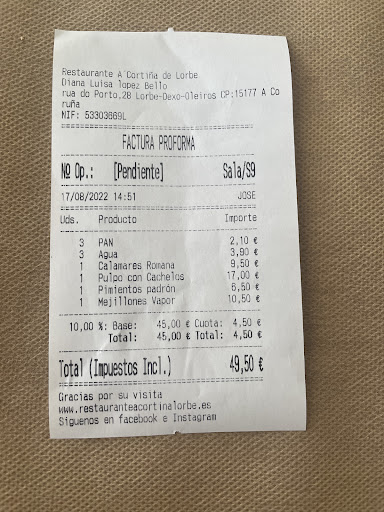 Restaurante A Cortiña de Lorbe
Diana Luisa lopez Bello
rua do Porto,28 Lorbe-Dexo-Oleiros CP:15177 A Co
ruña
NIF: 53303669L
FACTURA PROFORMA
Nº Op.: [Pendiente] Sala/S9
17/08/2022 14:51 JOSE
Uds. Producto Importe
3 PAN 2,10 €
3 Agua 3,90 €
1 Calamares Romana 9,50 €
1 Pulpo con Cachelos 17,00 €
1 Pimientos padrón 6,50 €
1 Mejillones Vapor 10,50 €
10,00 %: Base: 45,00 € Cuota: 4,50 €
Total: 45,00 € Total: 4,50 €
Total (Impuestos Incl.) 49,50 €
Gracias por su visita
www.restauranteacortinalorbe.es
Siguenos en facebook e Instagram